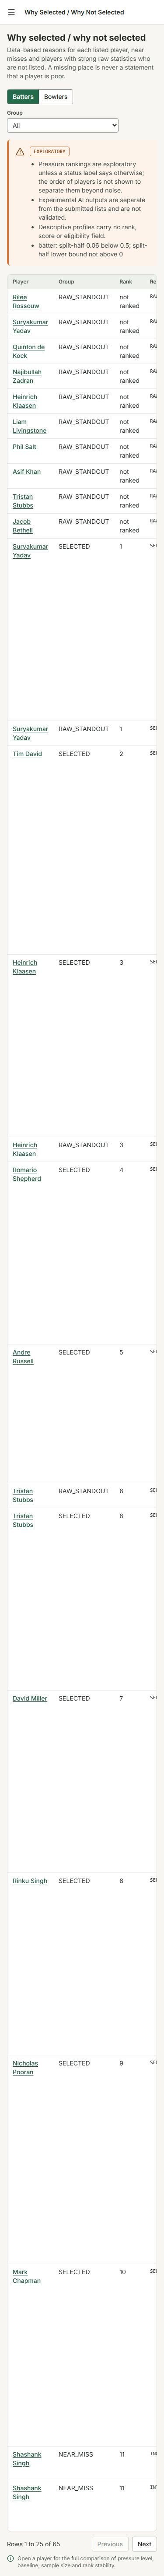 Why Selected / Why Not Selected
Why selected / why not selected
Data-based reasons for each listed player, near
misses and players with strong raw statistics who
are not listed. A missing place is never a statement
that a player is poor.
Batters Bowlers
Group
All
EXPLORATORY
• Pressure rankings are exploratory
unless a status label says otherwise;
the order of players is not shown to
separate them beyond noise.
• Experimental AI outputs are separate
from the submitted lists and are not
validated.
• Descriptive profiles carry no rank,
score or eligibility field.
• batter: split-half 0.06 below 0.5; split-
half lower bound not above 0
Player Group Rank
Rilee
Rossouw RAW_STANDOUT not
ranked
Suryakumar
Yadav RAW_STANDOUT not
ranked
Quinton de
Kock RAW_STANDOUT not
ranked
Najibullah
Zadran RAW_STANDOUT not
ranked
Heinrich
Klaasen RAW_STANDOUT not
ranked
Liam
Livingstone RAW_STANDOUT not
ranked
Phil Salt RAW_STANDOUT not
ranked
Asif Khan RAW_STANDOUT not
ranked
Tristan
Stubbs RAW_STANDOUT not
ranked
Jacob
Bethell RAW_STANDOUT not
ranked
Suryakumar
Yadav SELECTED 1
Suryakumar
Yadav RAW_STANDOUT 1
Tim David SELECTED 2
Heinrich
Klaasen SELECTED 3
Heinrich
Klaasen RAW_STANDOUT 3
Romario
Shepherd SELECTED 4
Andre
Russell SELECTED 5
Tristan
Stubbs RAW_STANDOUT 6
Tristan
Stubbs SELECTED 6
David Miller SELECTED 7
Rinku Singh SELECTED 8
Nicholas
Pooran SELECTED 9
Mark
Chapman SELECTED 10
Shashank
Singh NEAR_MISS 11
Shashank
Singh NEAR_MISS 11
Rows 1 to 25 of 65 Previous Next
Open a player for the full comparison of pressure level,
baseline, sample size and rank stability.